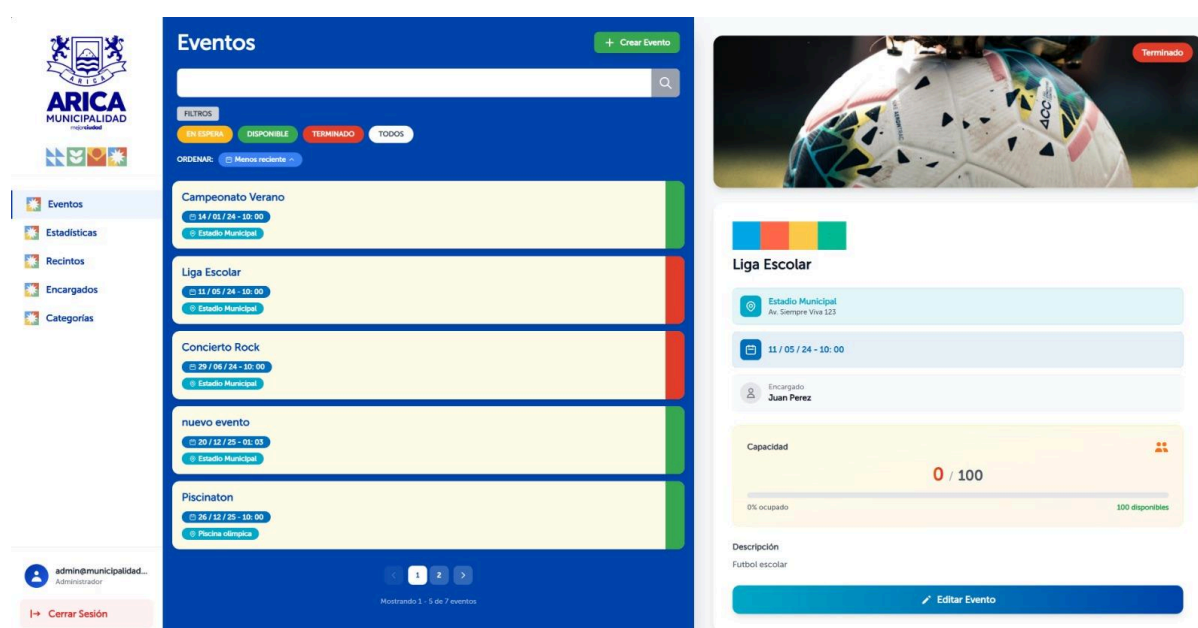 ARICA
ARICA
MUNICIPALIDAD
mejorciudad
Eventos
Estadísticas
Recintos
Encargados
Categorías
admin@municipalidad...
Administrador
Cerrar Sesión
Eventos
+ Crear Evento
FILTROS
EN ESPERA
DISPONIBLE
TERMINADO
TODOS
ORDENAR: Menos reciente
Campeonato Verano
14 / 01 / 24 - 10: 00
Estadio Municipal
Liga Escolar
11 / 05 / 24 - 10: 00
Estadio Municipal
Concierto Rock
29 / 06 / 24 - 10: 00
Estadio Municipal
nuevo evento
20 / 12 / 25 - 01: 03
Estadio Municipal
Piscinaton
26 / 12 / 25 - 10: 00
Piscina olimpica
< 1 2 >
Mostrando 1 - 5 de 7 eventos
Terminado
Liga Escolar
Estadio Municipal
Av. Siempre Viva 123
11 / 05 / 24 - 10: 00
Encargado
Juan Perez
Capacidad
0 / 100
0% ocupado
100 disponibles
Descripción
Futbol escolar
Editar Evento